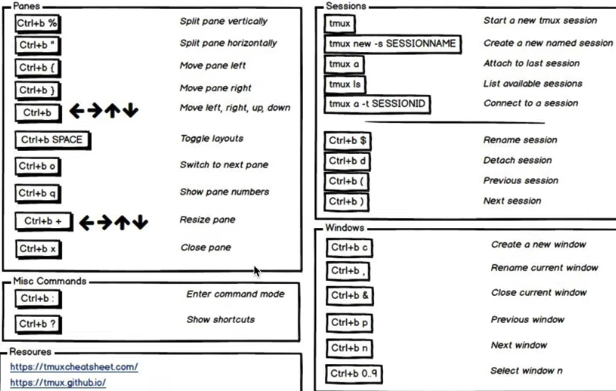 Panes
Ctrl+b % Split pane vertically
Ctrl+b " Split pane horizontally
Ctrl+b { Move pane left
Ctrl+b } Move pane right
Ctrl+b ←→↑↓ Move left, right, up, down
Ctrl+b SPACE Toggle layouts
Ctrl+b o Switch to next pane
Ctrl+b q Show pane numbers
Ctrl+b + ←→↑↓ Resize pane
Ctrl+b x Close pane
Misc Commands
Ctrl+b : Enter command mode
Ctrl+b ? Show shortcuts
Resoures
https://tmuxcheatsheet.com/
https://tmux.github.io/
Sessions
tmux Start a new tmux session
tmux new -s SESSIONNAME Create a new named session
tmux a Attach to last session
tmux ls List available sessions
tmux a -t SESSIONID Connect to a session
Ctrl+b $ Rename session
Ctrl+b d Detach session
Ctrl+b ( Previous session
Ctrl+b ) Next session
Windows
Ctrl+b c Create a new window
Ctrl+b , Rename current window
Ctrl+b & Close current window
Ctrl+b p Previous window
Ctrl+b n Next window
Ctrl+b 0..9 Select window n